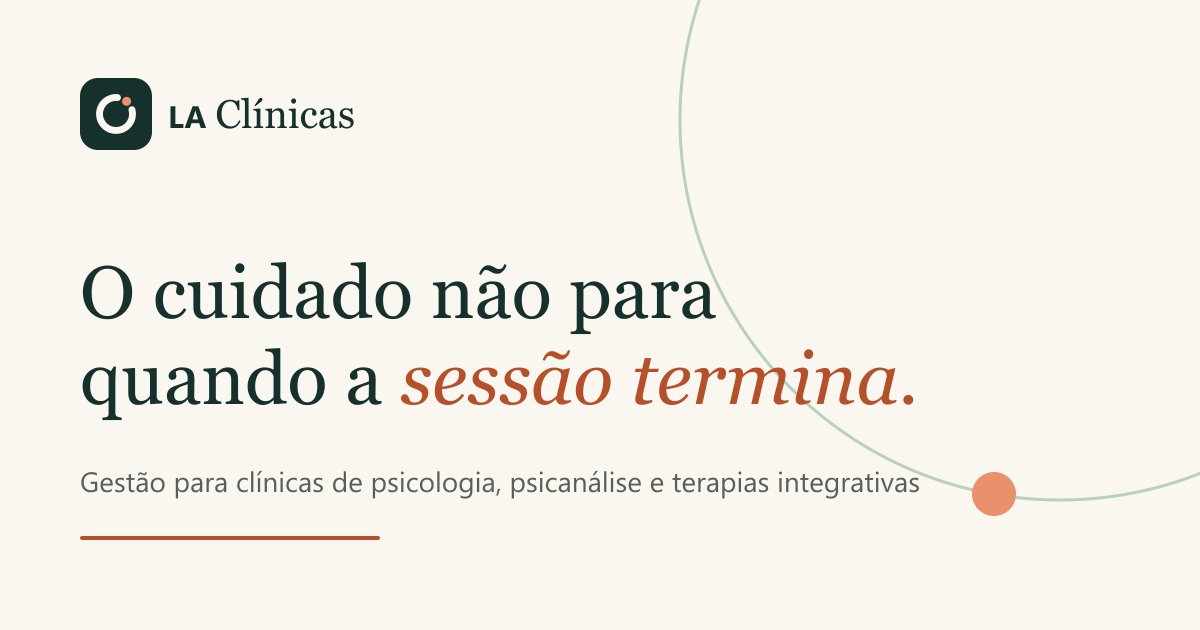 LA Clínicas
O cuidado não para
quando a sessão termina.
Gestão para clínicas de psicologia, psicanálise e terapias integrativas